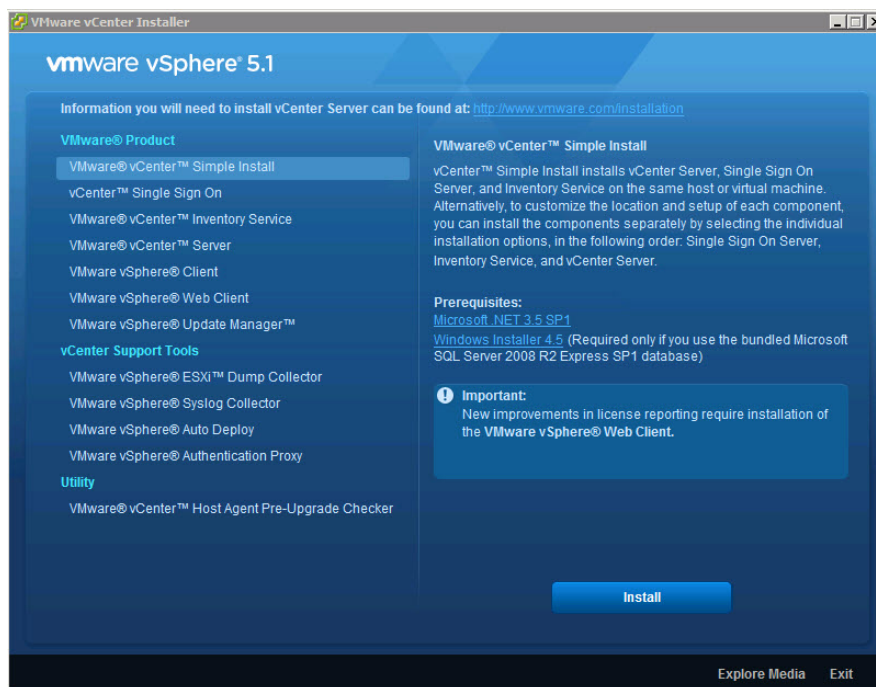 VMware vCenter Installer
vmware vSphere® 5.1
Information you will need to install vCenter Server can be found at: http://www.vmware.com/installation
VMware® Product
VMware® vCenter™ Simple Install
vCenter™ Single Sign On
VMware® vCenter™ Inventory Service
VMware® vCenter™ Server
VMware vSphere® Client
VMware vSphere® Web Client
VMware vSphere® Update Manager™
vCenter Support Tools
VMware vSphere® ESXi™ Dump Collector
VMware vSphere® Syslog Collector
VMware vSphere® Auto Deploy
VMware vSphere® Authentication Proxy
Utility
VMware® vCenter™ Host Agent Pre-Upgrade Checker
VMware® vCenter™ Simple Install
vCenter™ Simple Install installs vCenter Server, Single Sign On
Server, and Inventory Service on the same host or virtual machine.
Alternatively, to customize the location and setup of each component,
you can install the components separately by selecting the individual
installation options, in the following order: Single Sign On Server,
Inventory Service, and vCenter Server.
Prerequisites:
Microsoft .NET 3.5 SP1
Windows Installer 4.5 (Required only if you use the bundled Microsoft
SQL Server 2008 R2 Express SP1 database)
Important:
New improvements in license reporting require installation of
the VMware vSphere® Web Client.
Install
Explore Media Exit